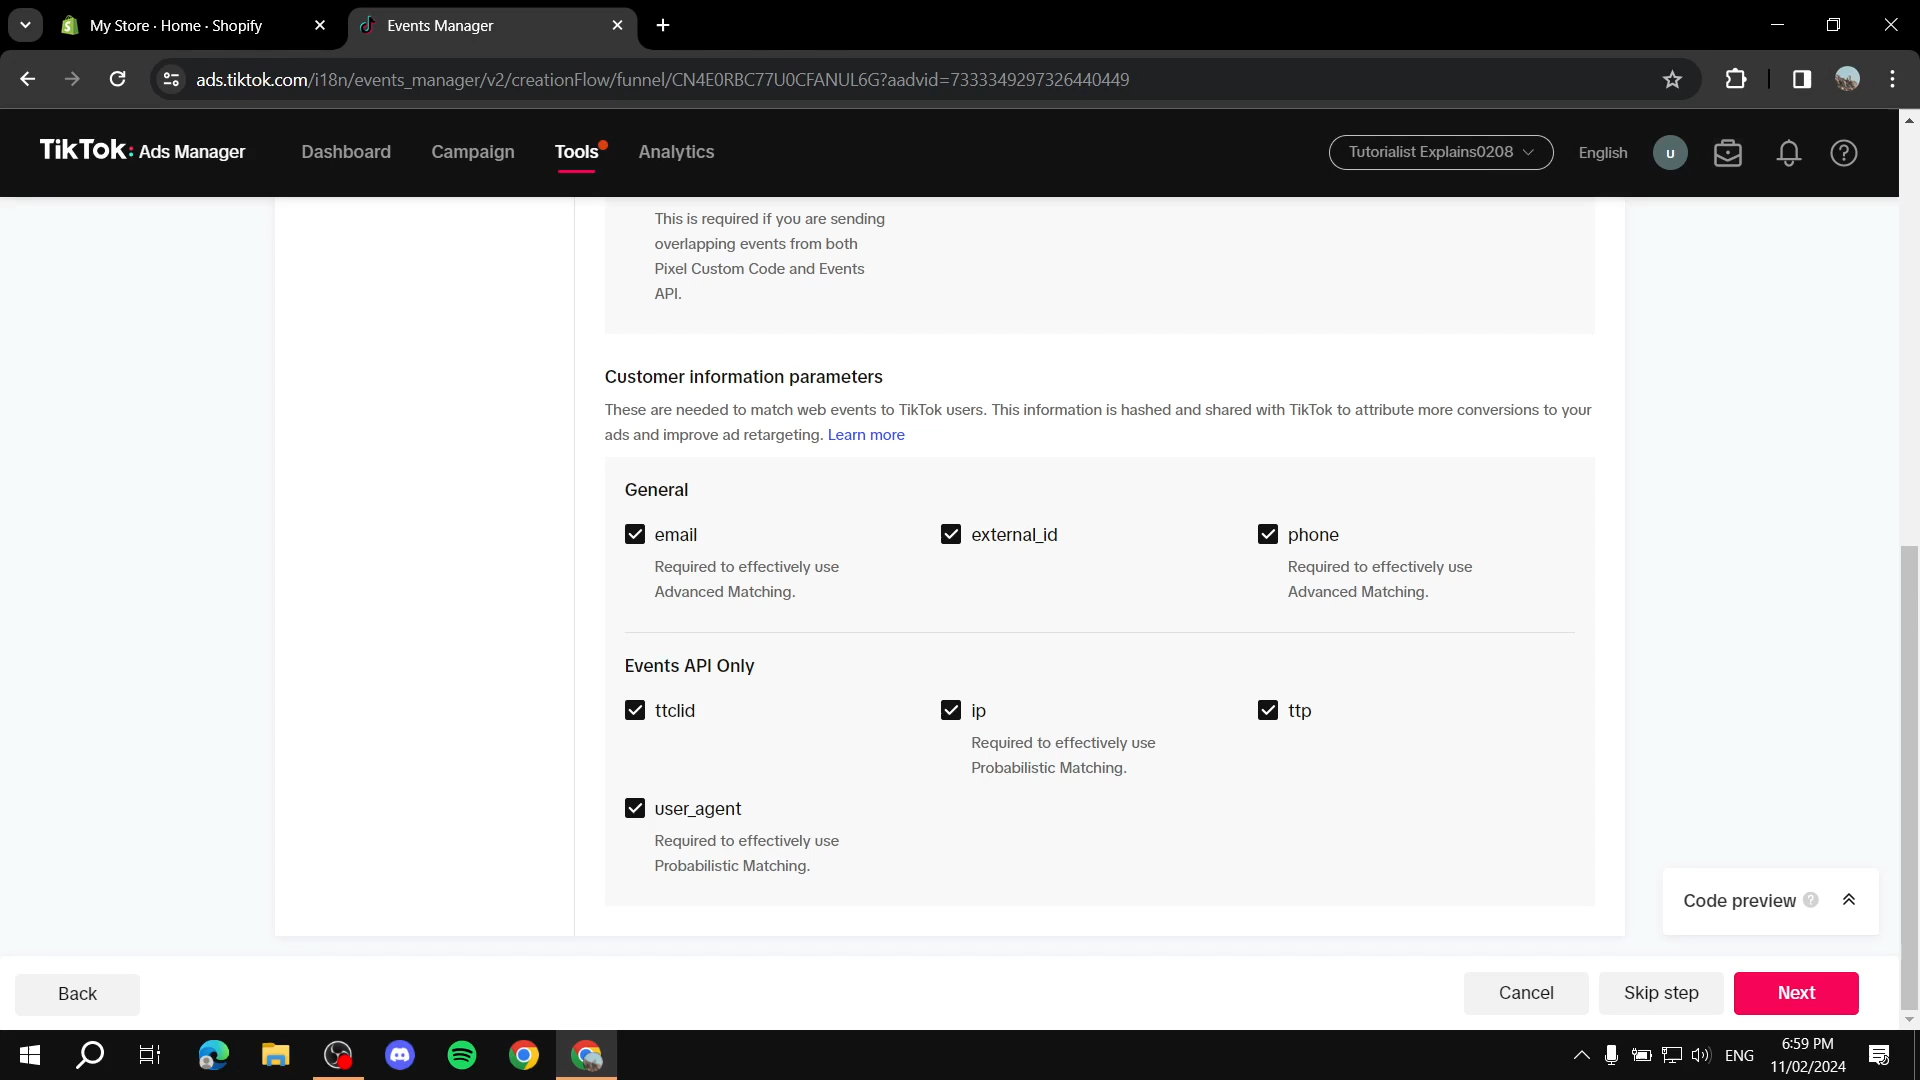 My Store · Home · Shopify
Events Manager
ads.tiktok.com/i18n/events_manager/v2/creationFlow/funnel/CN4E0RBC77U0CFANUL6G?aadvid=7333349297326440449
TikTok: Ads Manager
Dashboard
Campaign
Tools
Analytics
Tutorialist Explains0208
English
U
This is required if you are sending
overlapping events from both
Pixel Custom Code and Events
API.
Customer information parameters
These are needed to match web events to TikTok users. This information is hashed and shared with TikTok to attribute more conversions to your
ads and improve ad retargeting. Learn more
General
email
external_id
phone
Required to effectively use
Advanced Matching.
Required to effectively use
Advanced Matching.
Events API Only
ttclid
ip
ttp
Required to effectively use
Probabilistic Matching.
user_agent
Required to effectively use
Probabilistic Matching.
Code preview
Back
Cancel
Skip step
Next
ENG
6:59 PM
11/02/2024